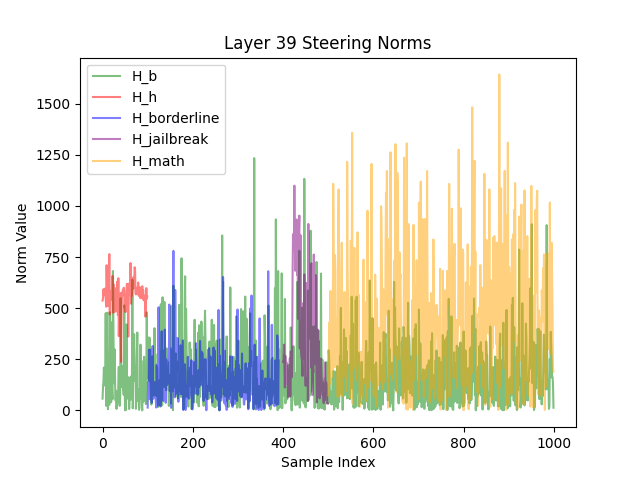 Layer 39 Steering Norms
H_b
H_h
H_borderline
H_jailbreak
H_math
Norm Value
1500
1250
1000
750
500
250
0
0
200
400
600
800
1000
Sample Index